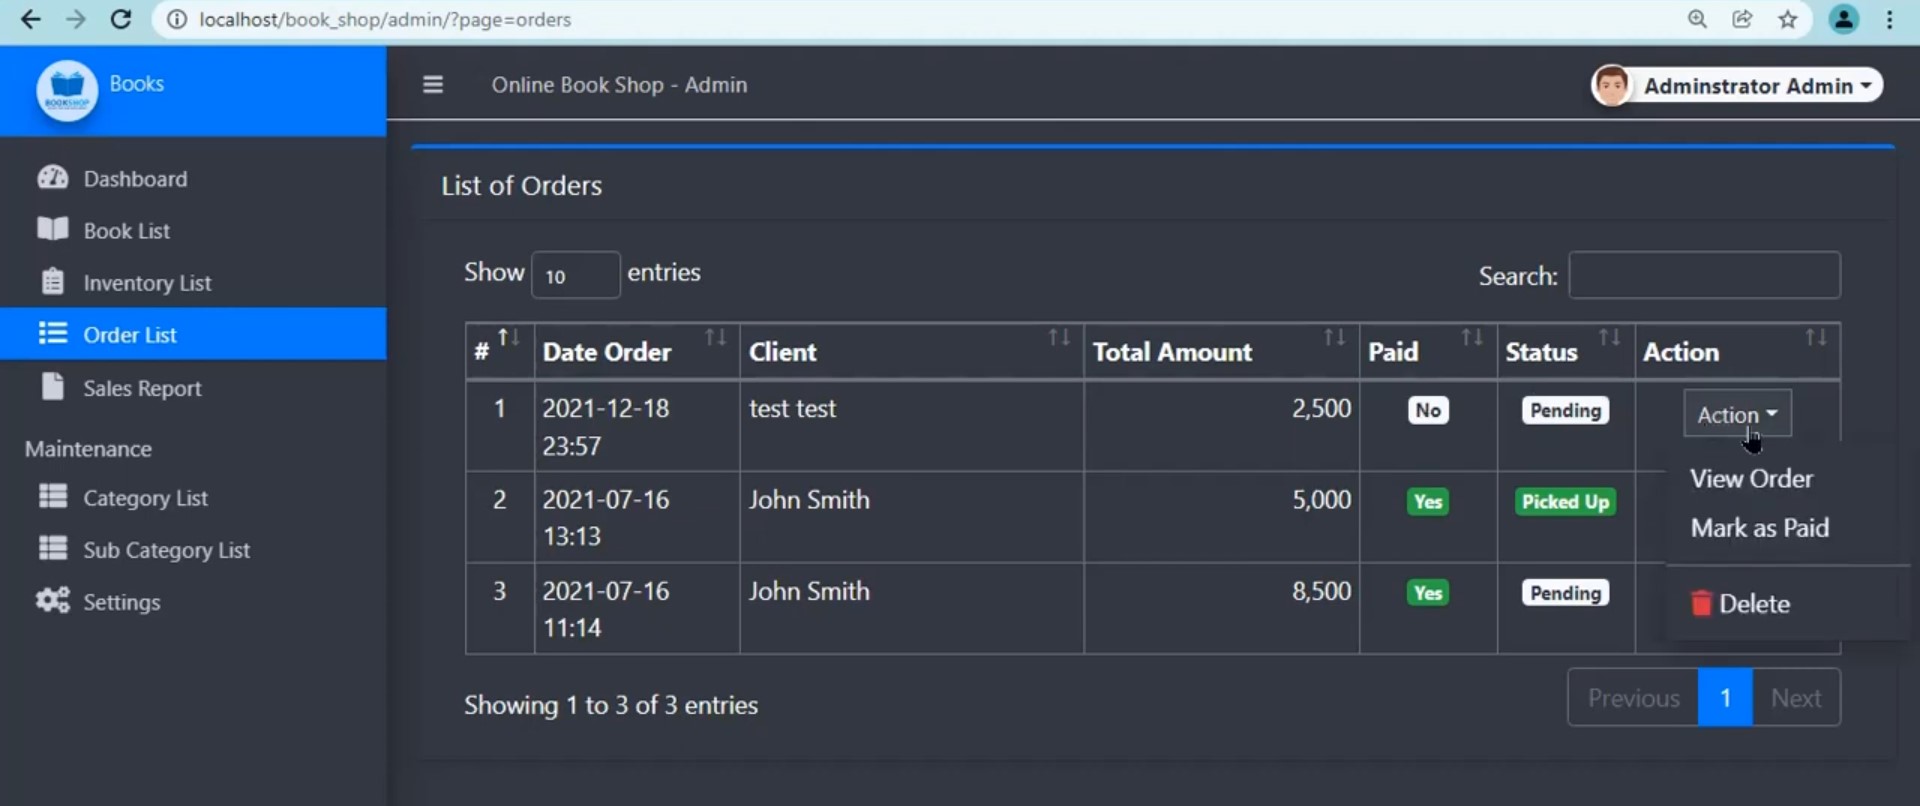 localhost/book_shop/admin/?page=orders
BOOKSHOP
Books
Online Book Shop - Admin
Adminstrator Admin
Dashboard
Book List
Inventory List
Order List
Sales Report
Maintenance
Category List
Sub Category List
Settings
List of Orders
Show 10 entries
Search:
# Date Order Client Total Amount Paid Status Action
1 2021-12-18 test test 2,500 No Pending Action
23:57
2 2021-07-16 John Smith 5,000 Yes Picked Up
13:13
3 2021-07-16 John Smith 8,500 Yes Pending
11:14
View Order
Mark as Paid
Delete
Showing 1 to 3 of 3 entries
Previous 1 Next